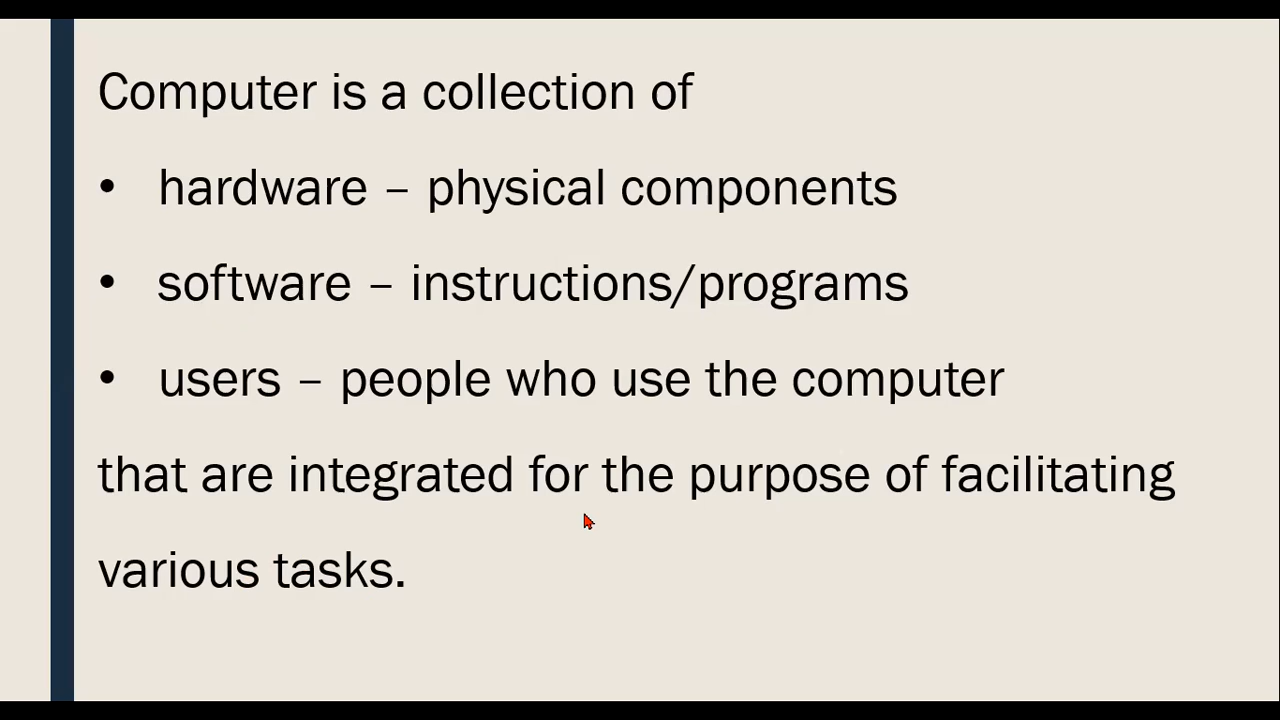 Computer is a collection of
• hardware – physical components
• software – instructions/programs
• users – people who use the computer
that are integrated for the purpose of facilitating
various tasks.